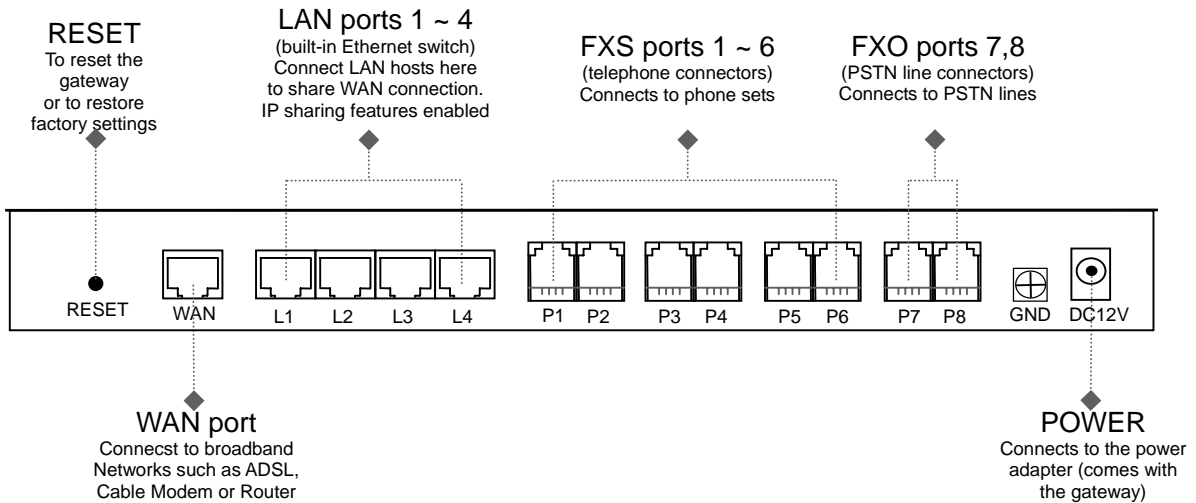 RESET
To reset the
gateway
or to restore
factory settings
LAN ports 1 ~ 4
(built-in Ethernet switch)
Connect LAN hosts here
to share WAN connection.
IP sharing features enabled
FXS ports 1 ~ 6
(telephone connectors)
Connects to phone sets
FXO ports 7,8
(PSTN line connectors)
Connects to PSTN lines
RESET WAN L1 L2 L3 L4 P1 P2 P3 P4 P5 P6 P7 P8 GND DC12V
WAN port
Connecst to broadband
Networks such as ADSL,
Cable Modem or Router
POWER
Connects to the power
adapter (comes with
the gateway)